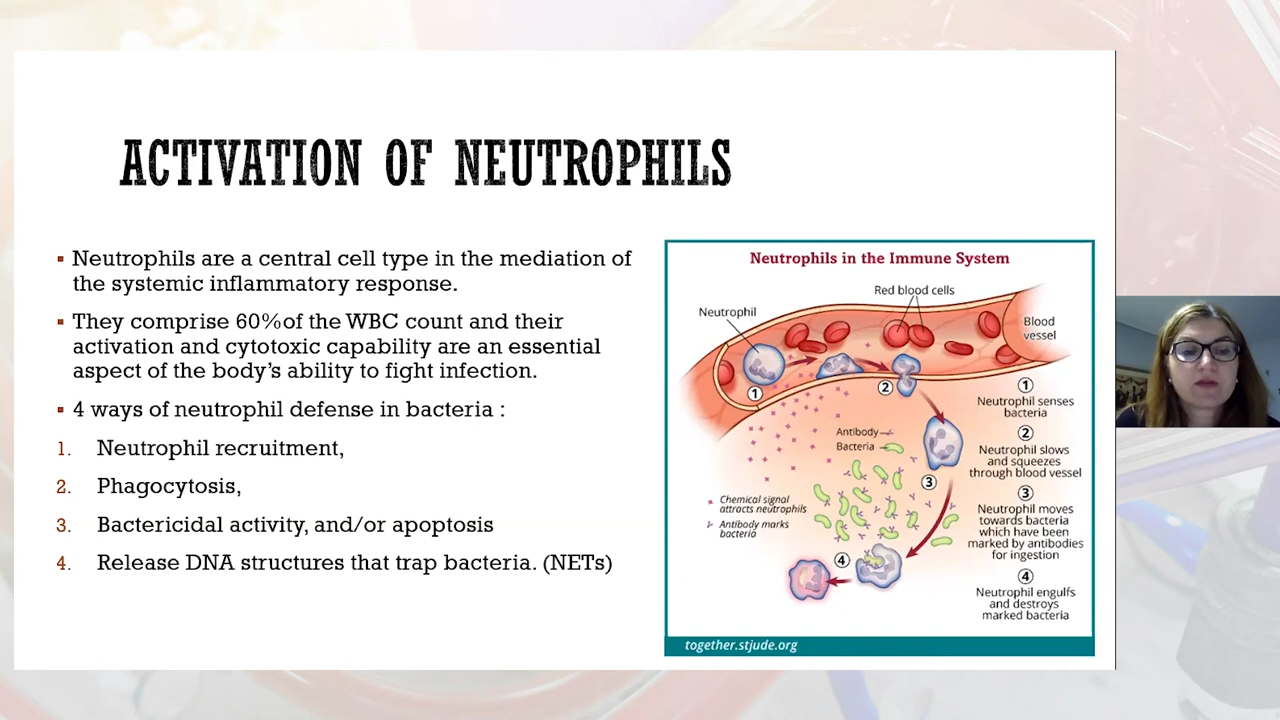 ACTIVATION OF NEUTROPHILS
▪ Neutrophils are a central cell type in the mediation of
the systemic inflammatory response.
▪ They comprise 60%of the WBC count and their
activation and cytotoxic capability are an essential
aspect of the body's ability to fight infection.
▪ 4 ways of neutrophil defense in bacteria :
1. Neutrophil recruitment,
2. Phagocytosis,
3. Bactericidal activity, and/or apoptosis
4. Release DNA structures that trap bacteria. (NETs)
Neutrophils in the Immune System
Red blood cells
Neutrophil
Blood
vessel
1
2
Antibody
Bacteria
3
Chemical signal
attracts neutrophils
Antibody marks
bacteria
4
1
Neutrophil senses
bacteria
2
Neutrophil slows
and squeezes
through blood vessel
3
Neutrophil moves
towards bacteria
which have been
marked by antibodies
for ingestion
4
Neutrophil engulfs
and destroys
marked bacteria
together.stjude.org